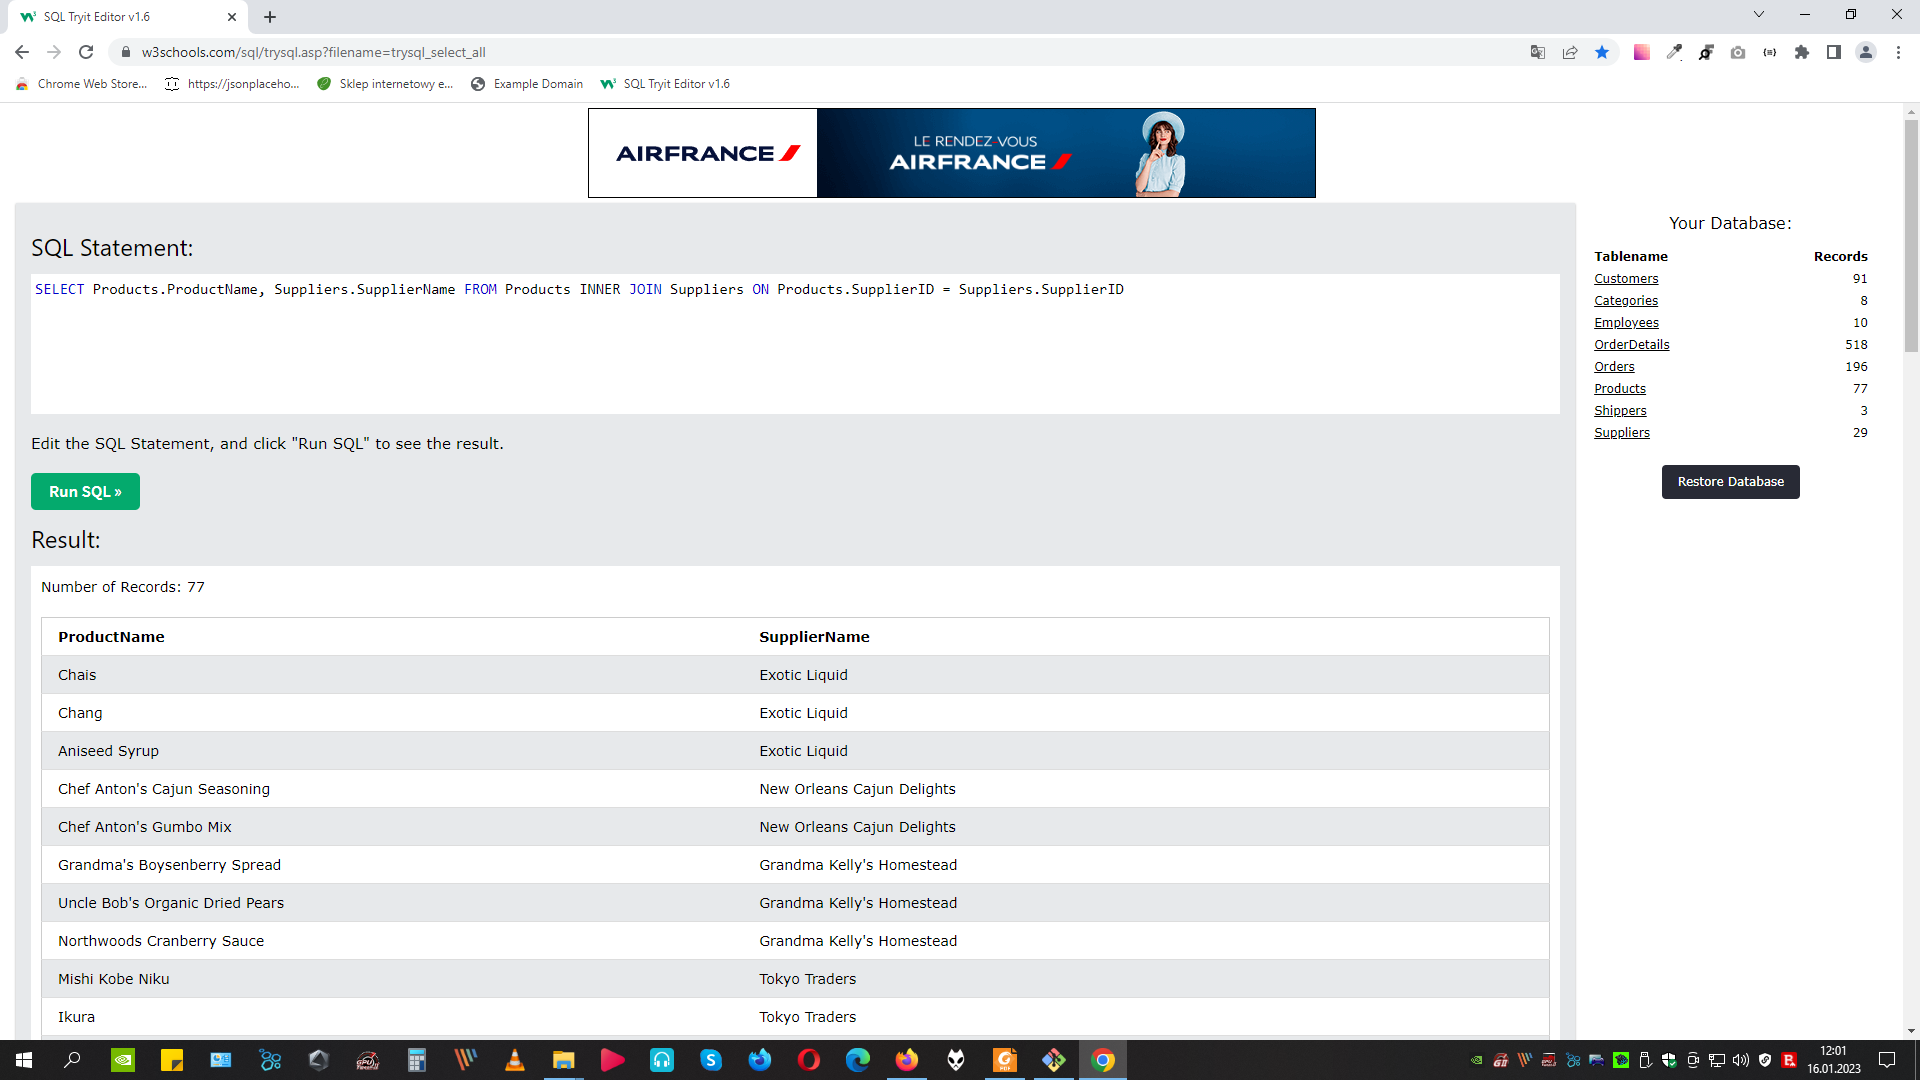 SQL Tryit Editor v1.6
w3schools.com/sql/trysql.asp?filename=trysql_select_all
Chrome Web Store...
https://jsonplaceho...
Sklep internetowy e...
Example Domain
SQL Tryit Editor v1.6
AIRFRANCE
LE RENDEZ-VOUS
AIRFRANCE
SQL Statement:
SELECT Products.ProductName, Suppliers.SupplierName FROM Products INNER JOIN Suppliers ON Products.SupplierID = Suppliers.SupplierID
Edit the SQL Statement, and click "Run SQL" to see the result.
Run SQL »
Result:
Number of Records: 77
ProductName SupplierName
Chais Exotic Liquid
Chang Exotic Liquid
Aniseed Syrup Exotic Liquid
Chef Anton's Cajun Seasoning New Orleans Cajun Delights
Chef Anton's Gumbo Mix New Orleans Cajun Delights
Grandma's Boysenberry Spread Grandma Kelly's Homestead
Uncle Bob's Organic Dried Pears Grandma Kelly's Homestead
Northwoods Cranberry Sauce Grandma Kelly's Homestead
Mishi Kobe Niku Tokyo Traders
Ikura Tokyo Traders
Your Database:
Tablename Records
Customers 91
Categories 8
Employees 10
OrderDetails 518
Orders 196
Products 77
Shippers 3
Suppliers 29
Restore Database
12:01
16.01.2023